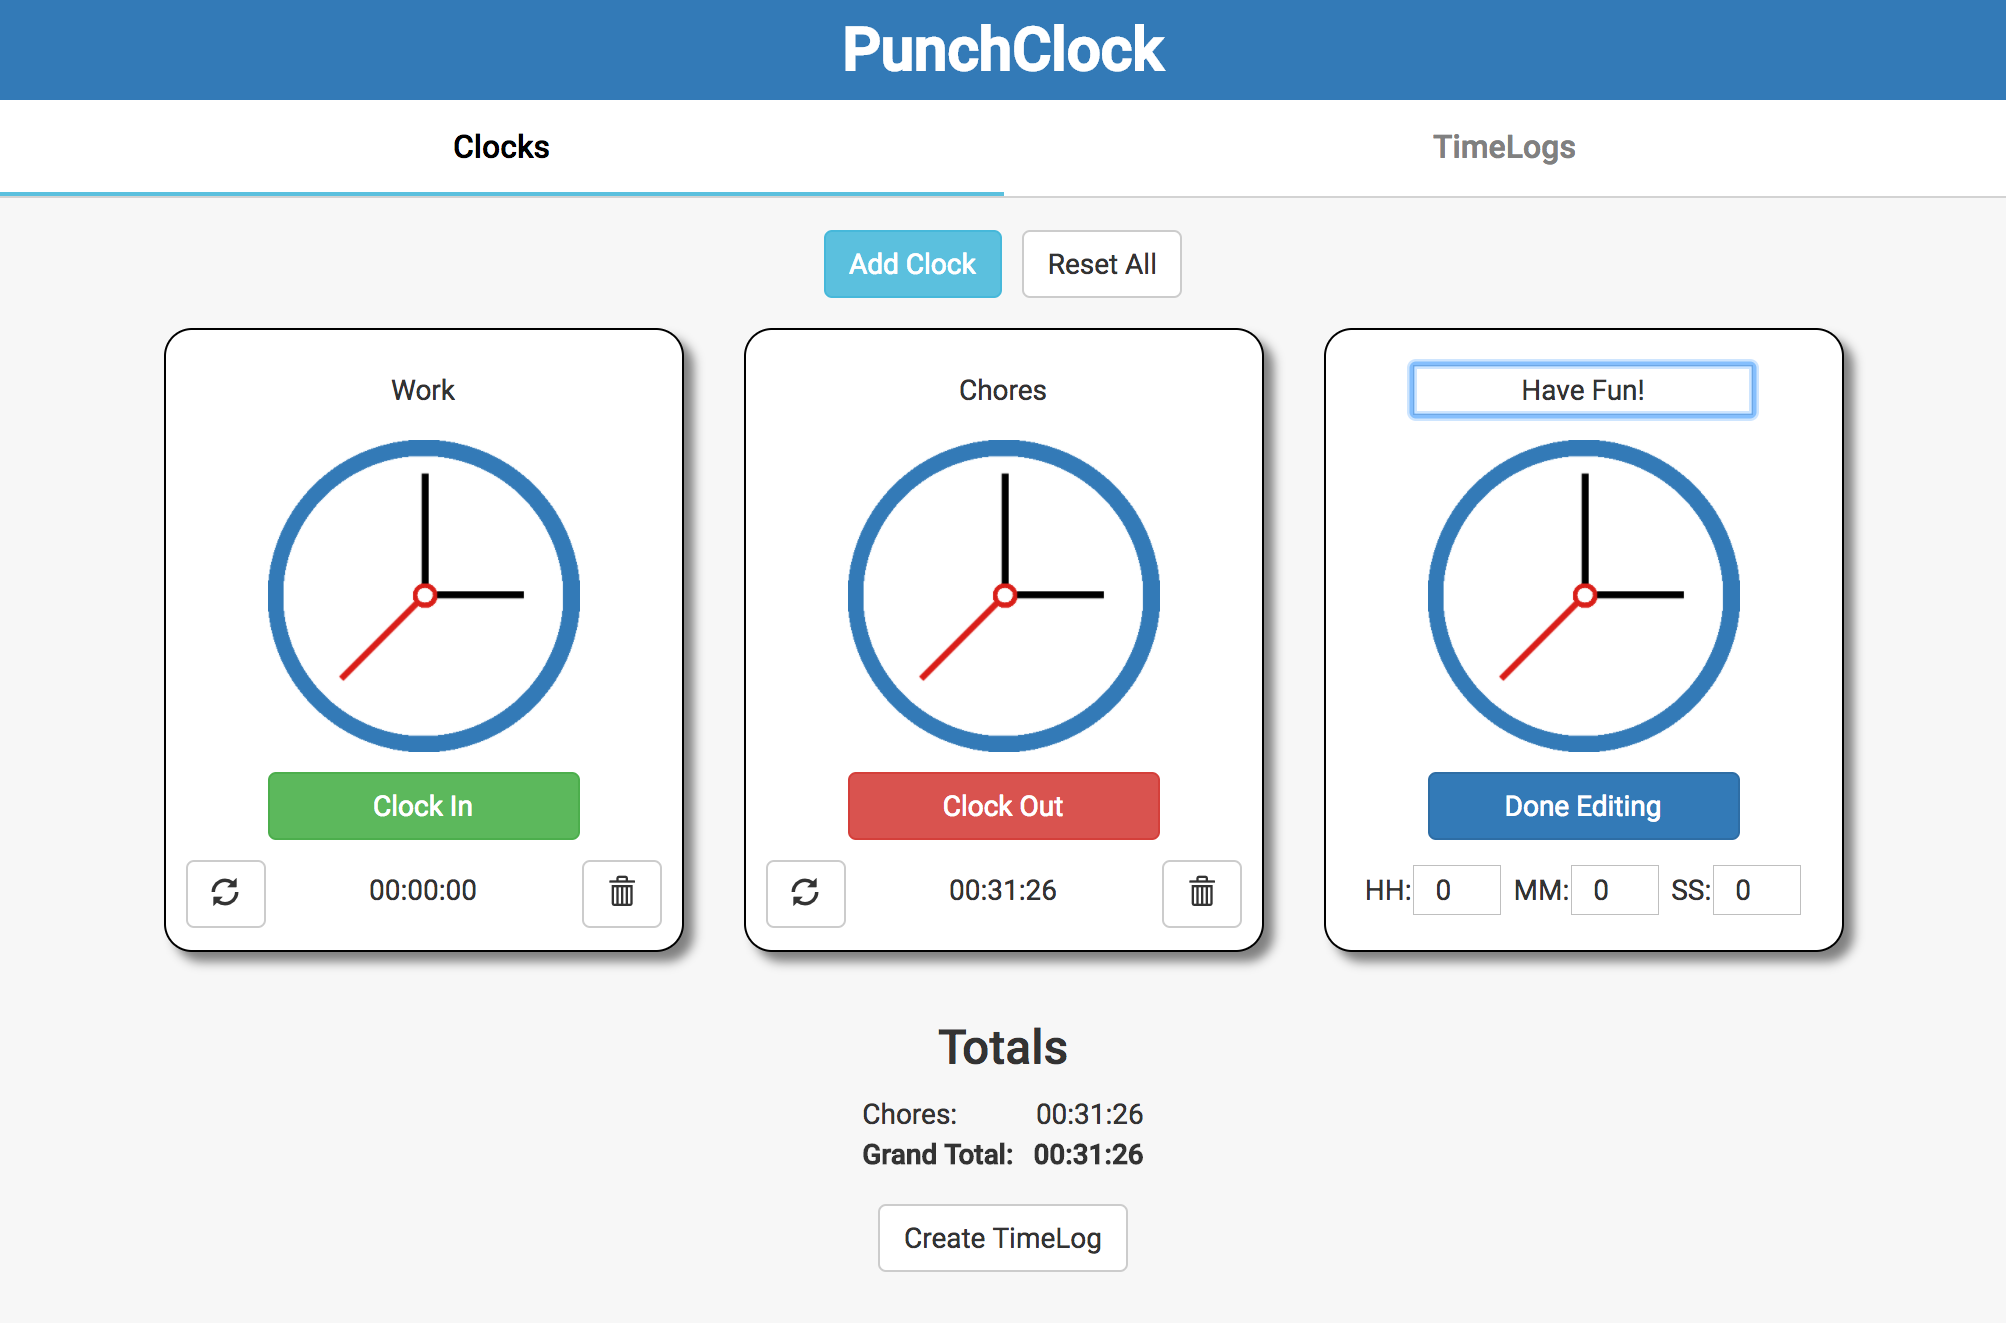 PunchClock
Clocks
TimeLogs
Add Clock
Reset All
Work
Clock In
00:00:00
Chores
Clock Out
00:31:26
Have Fun!
Done Editing
HH: 0 MM: 0 SS: 0
Totals
Chores: 00:31:26
Grand Total: 00:31:26
Create TimeLog